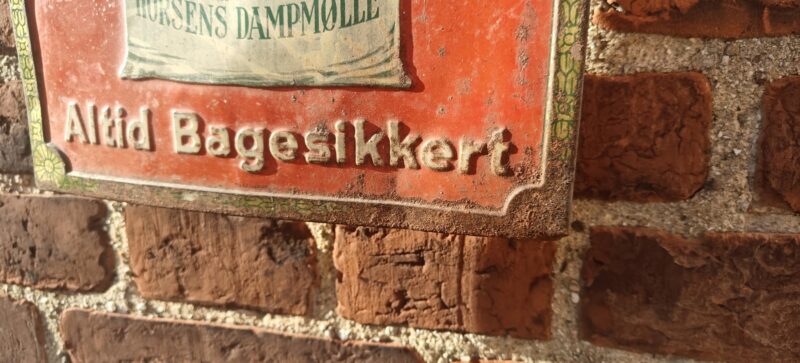 HORSENS DAMPMØLLE
Altid Bagesikkert